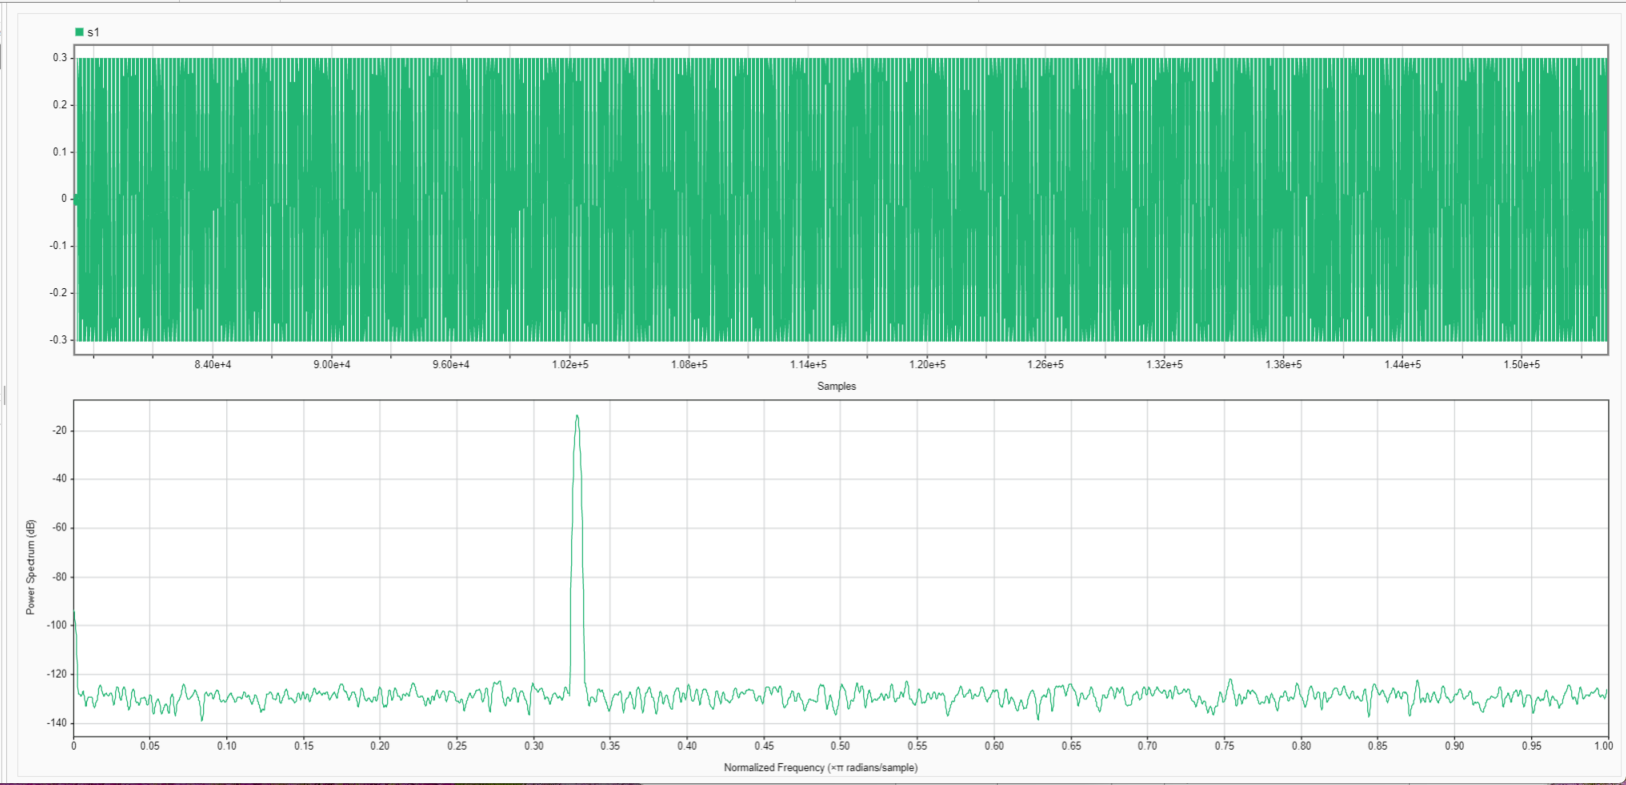 s1
0.3
0.2
0.1
0
-0.1
-0.2
-0.3
8.40e+4 9.00e+4 9.60e+4 1.02e+5 1.08e+5 1.14e+5 1.20e+5 1.26e+5 1.32e+5 1.38e+5 1.44e+5 1.50e+5
Samples
Power Spectrum (dB)
-20
-40
-60
-80
-100
-120
-140
0 0.05 0.10 0.15 0.20 0.25 0.30 0.35 0.40 0.45 0.50 0.55 0.60 0.65 0.70 0.75 0.80 0.85 0.90 0.95 1.00
Normalized Frequency (×π radians/sample)